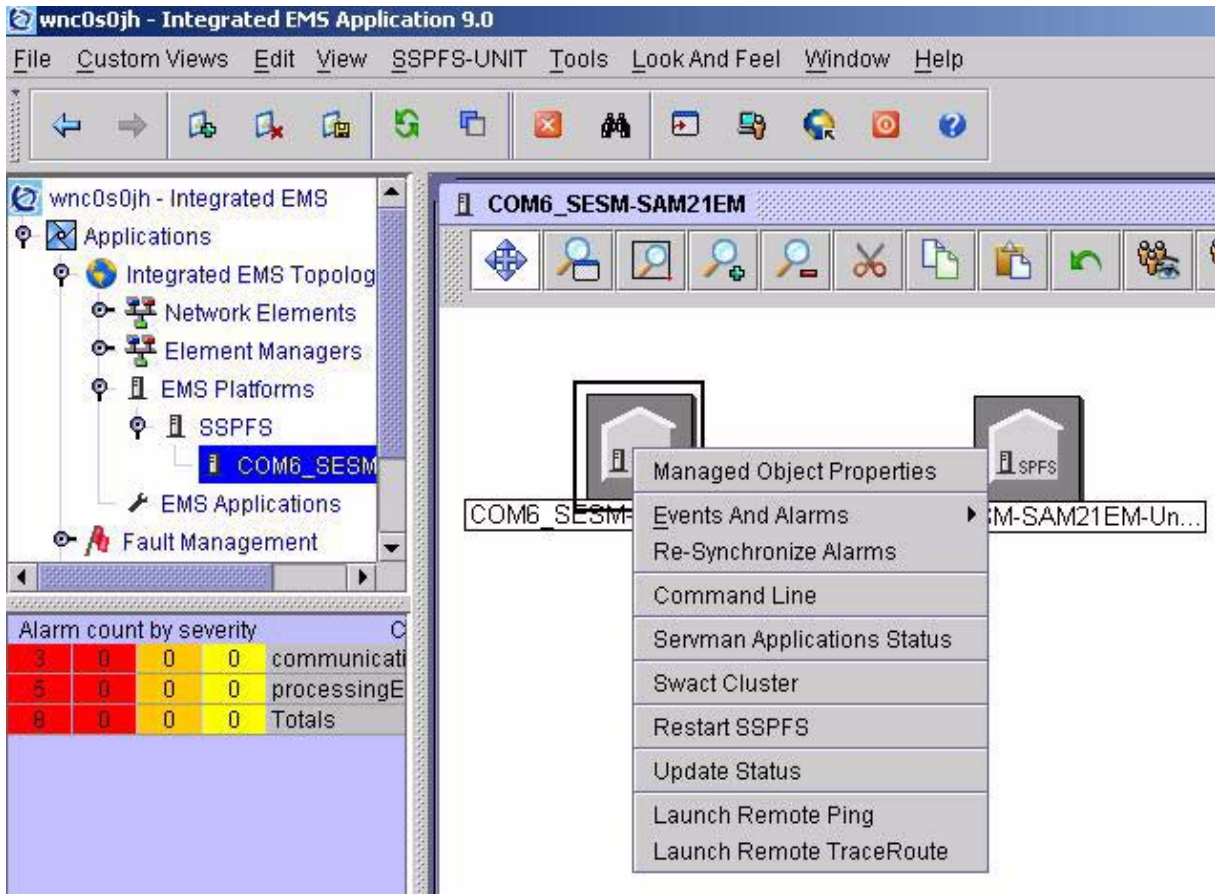 wnc0s0jh - Integrated EMS Application 9.0
File Custom Views Edit View SSPFS-UNIT Tools Look And Feel Window Help
wnc0s0jh - Integrated EMS
Applications
Integrated EMS Topolog
Network Elements
Element Managers
EMS Platforms
SSPFS
COM6_SESM
EMS Applications
Fault Management
Alarm count by severity C
3 0 0 0 communicati
5 0 0 0 processingE
8 0 0 0 Totals
COM6_SESM-SAM21EM
SPFS
COM6_SESM-
SM-SAM21EM-Un...
Managed Object Properties
Events And Alarms
Re-Synchronize Alarms
Command Line
Servman Applications Status
Swact Cluster
Restart SSPFS
Update Status
Launch Remote Ping
Launch Remote TraceRoute